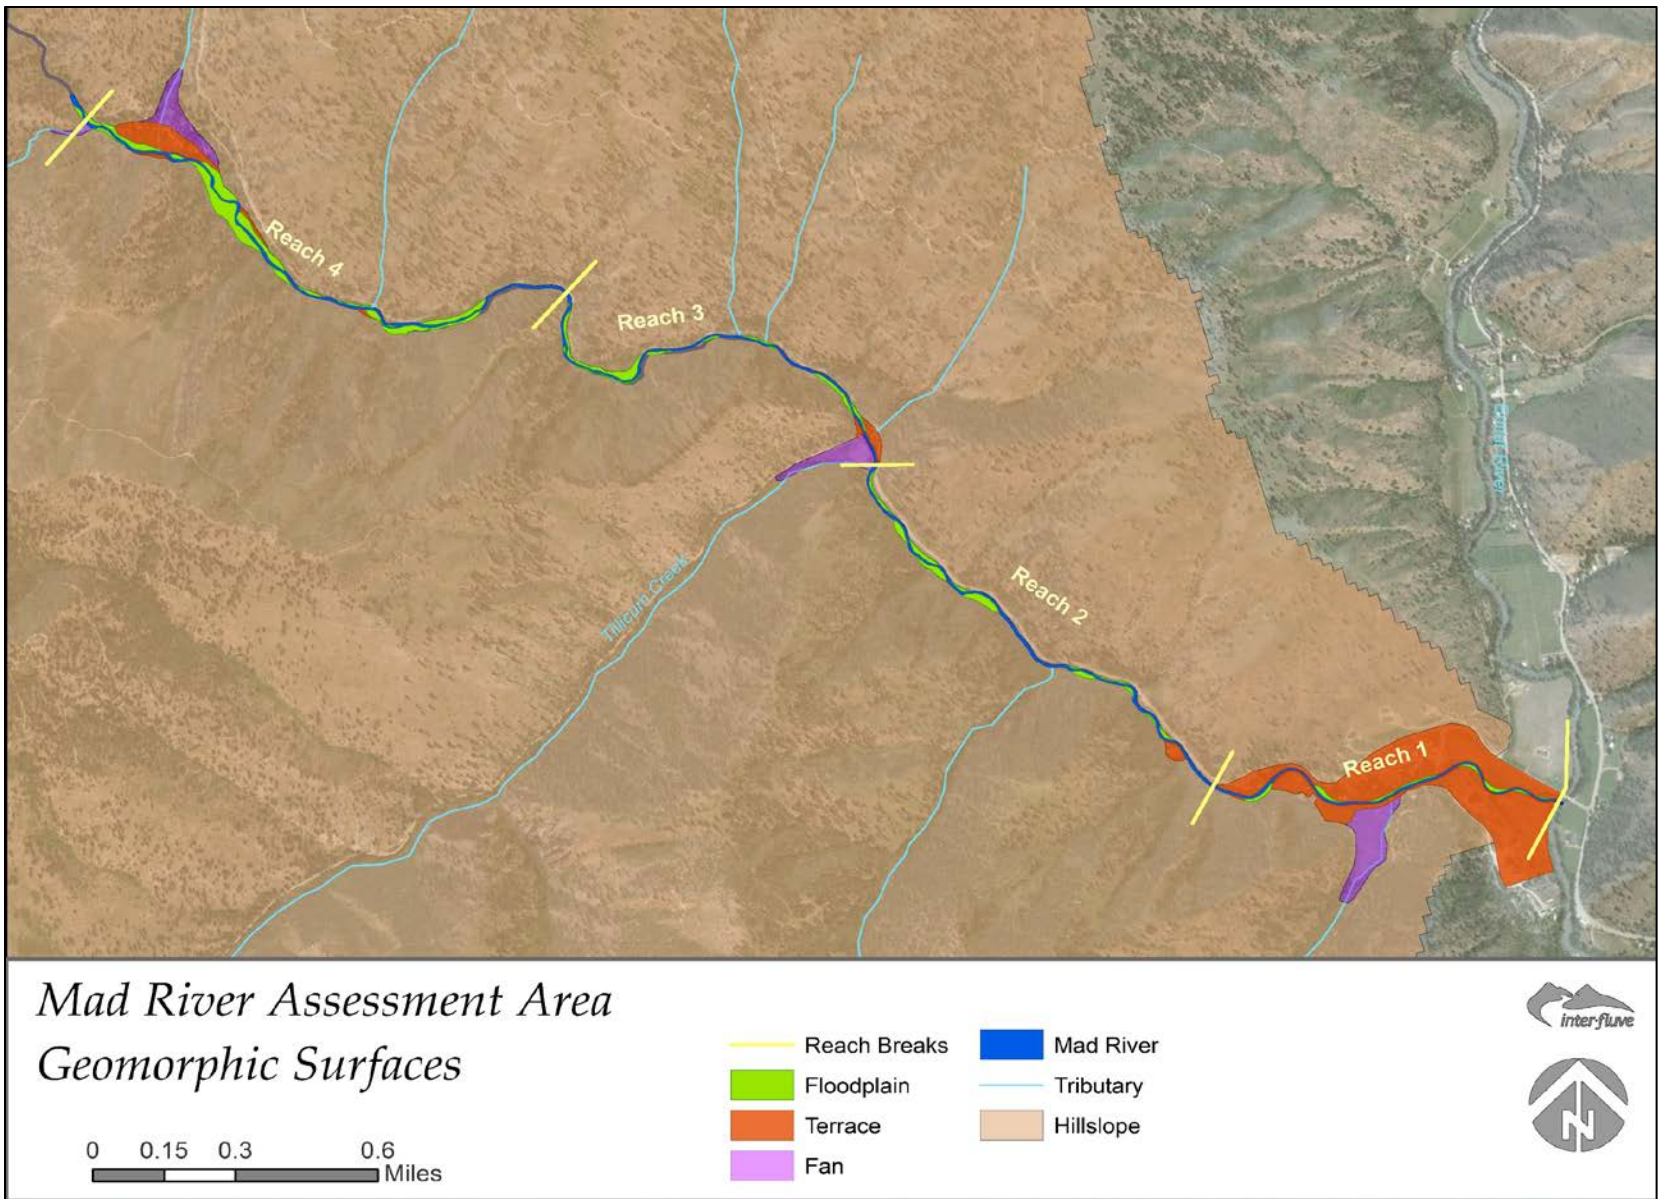 Reach 4
Reach 3
Reach 2
Reach 1
Tillicum Creek
River
Mad River Assessment Area
Geomorphic Surfaces
0 0.15 0.3 0.6
Miles
Reach Breaks
Floodplain
Terrace
Fan
Mad River
Tributary
Hillslope
inter-fluve
N